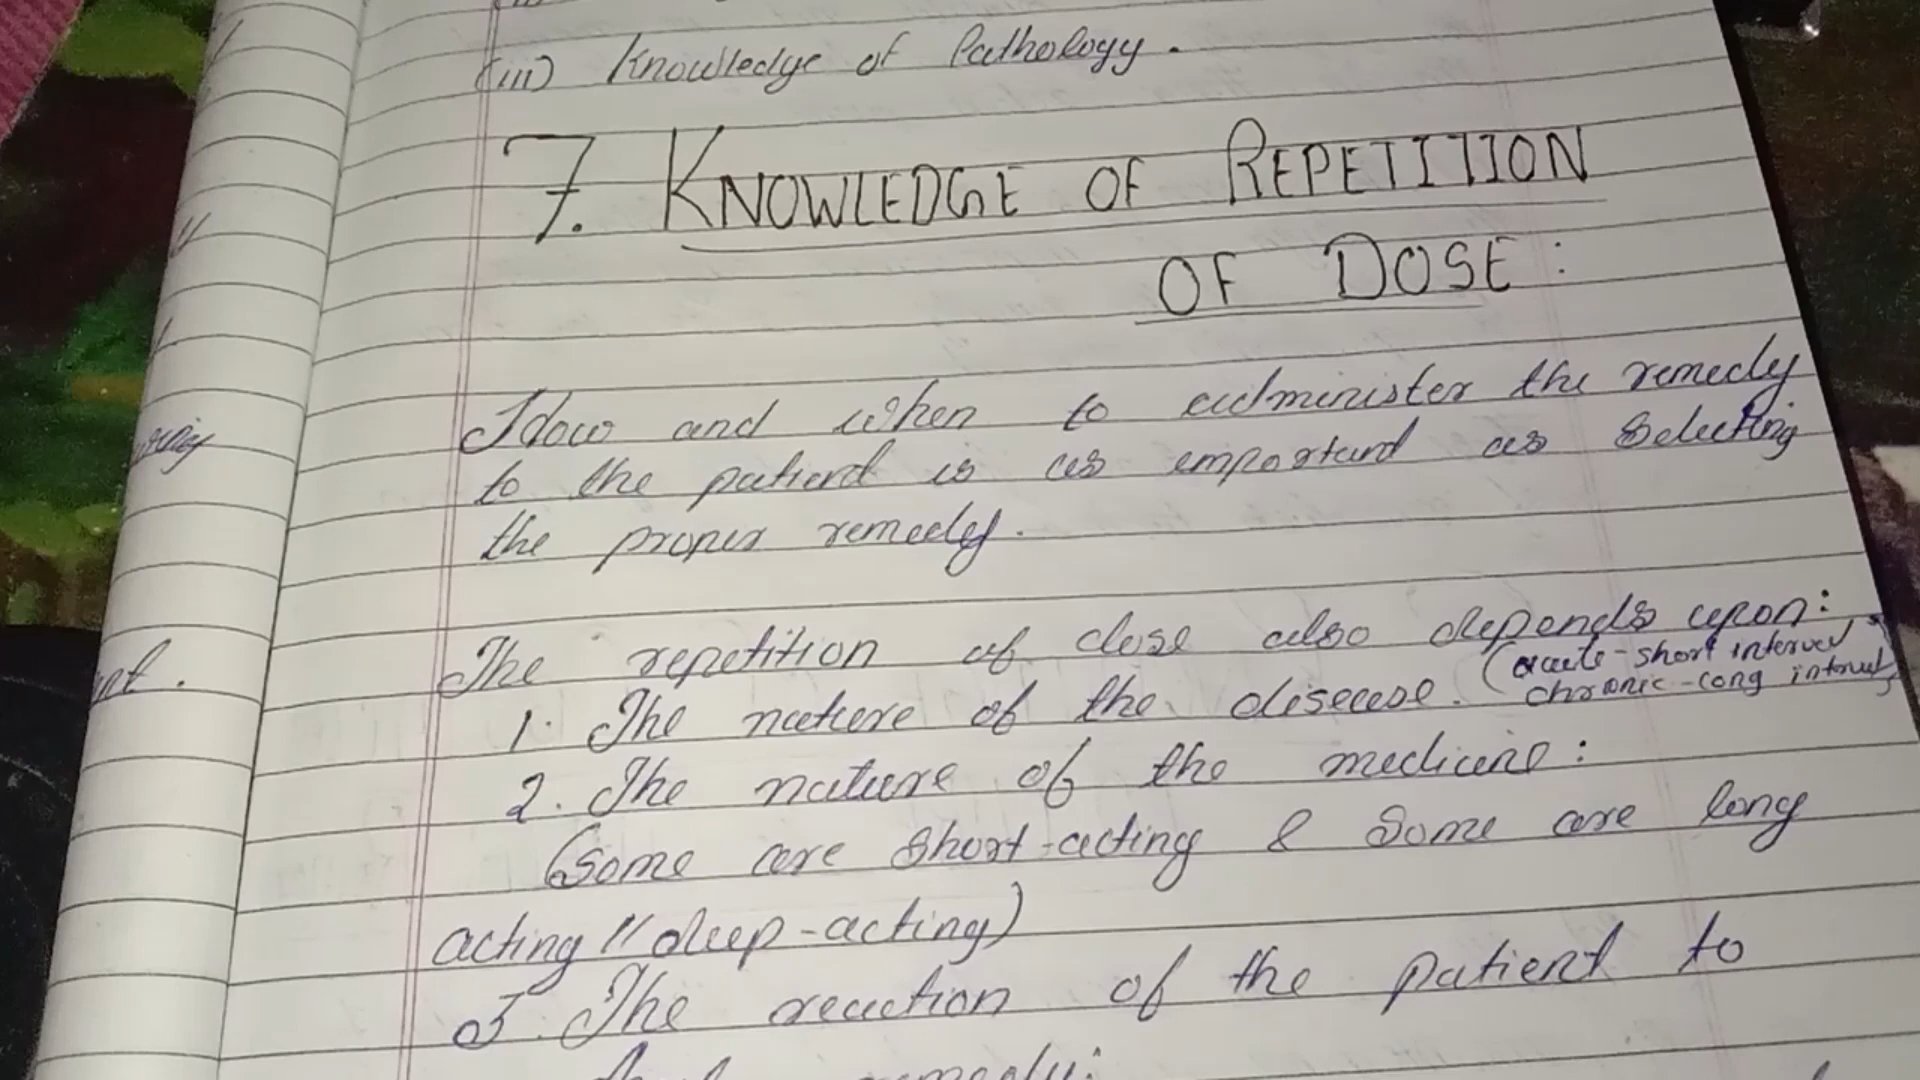 (iii) Knowledge of Pathology.
7. KNOWLEDGE OF REPETITION
OF DOSE:
How and when to administer the remedy
to the patient is as important as Selecting
the proper remedy.
The repetition of dose also depends upon:
1. The nature of the disease. (acute-short interval
chronic-long interval)
2. The nature of the medicine:
(Some are Short-acting & Some are long
acting // deep-acting)
3. The reaction of the patient to
remedy: